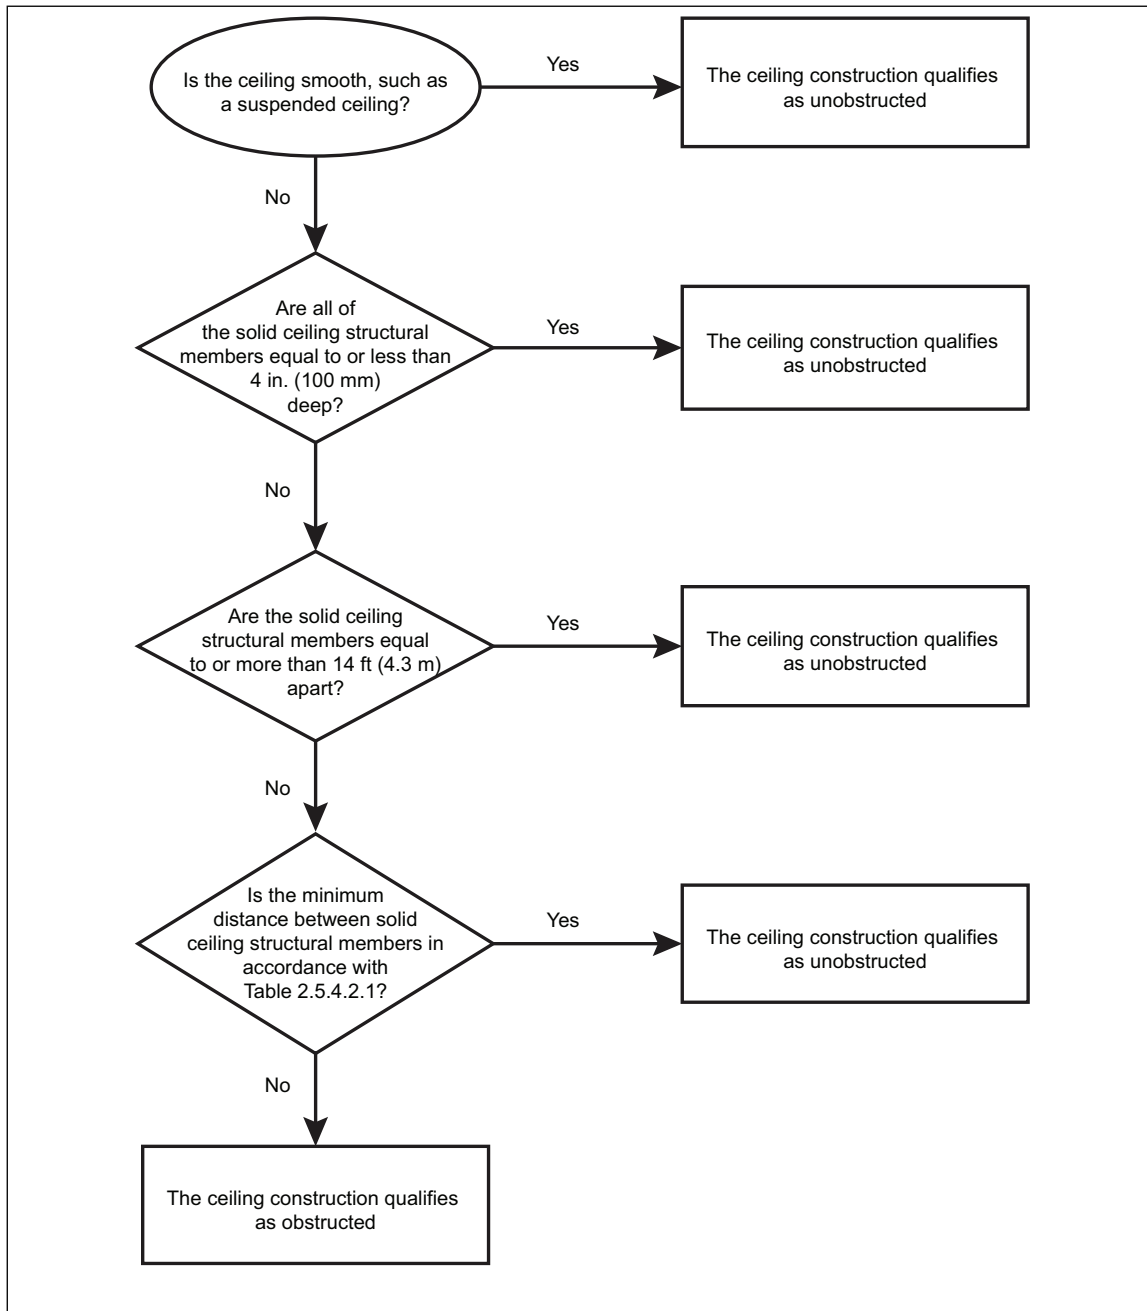 Is the ceiling smooth, such as
a suspended ceiling?
Yes
The ceiling construction qualifies
as unobstructed
No
Are all of
the solid ceiling structural
members equal to or less than
4 in. (100 mm)
deep?
Yes
The ceiling construction qualifies
as unobstructed
No
Are the solid ceiling
structural members equal
to or more than 14 ft (4.3 m)
apart?
Yes
The ceiling construction qualifies
as unobstructed
No
Is the minimum
distance between solid
ceiling structural members in
accordance with
Table 2.5.4.2.1?
Yes
The ceiling construction qualifies
as unobstructed
No
The ceiling construction qualifies
as obstructed